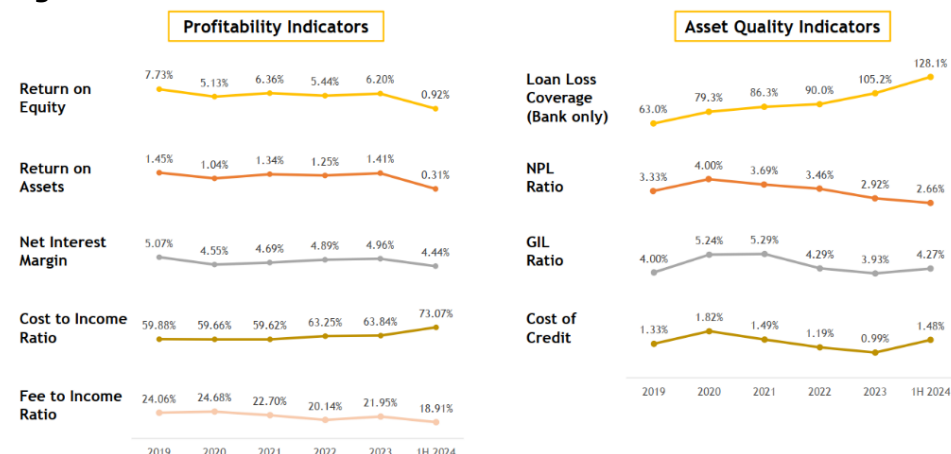 Profitability Indicators
Return on
Equity
7.73% 5.13% 6.36% 5.44% 6.20% 0.92%
Return on
Assets
1.45% 1.04% 1.34% 1.25% 1.41% 0.31%
Net Interest
Margin
5.07% 4.55% 4.69% 4.89% 4.96% 4.44%
Cost to Income
Ratio
59.88% 59.66% 59.62% 63.25% 63.84% 73.07%
Fee to Income
Ratio
24.06% 24.68% 22.70% 20.14% 21.95% 18.91%
2019 2020 2021 2022 2023 1H 2024
Asset Quality Indicators
Loan Loss
Coverage
(Bank only)
63.0% 79.3% 86.3% 90.0% 105.2% 128.1%
NPL
Ratio
3.33% 4.00% 3.69% 3.46% 2.92% 2.66%
GIL
Ratio
4.00% 5.24% 5.29% 4.29% 3.93% 4.27%
Cost of
Credit
1.33% 1.82% 1.49% 1.19% 0.99% 1.48%
2019 2020 2021 2022 2023 1H 2024